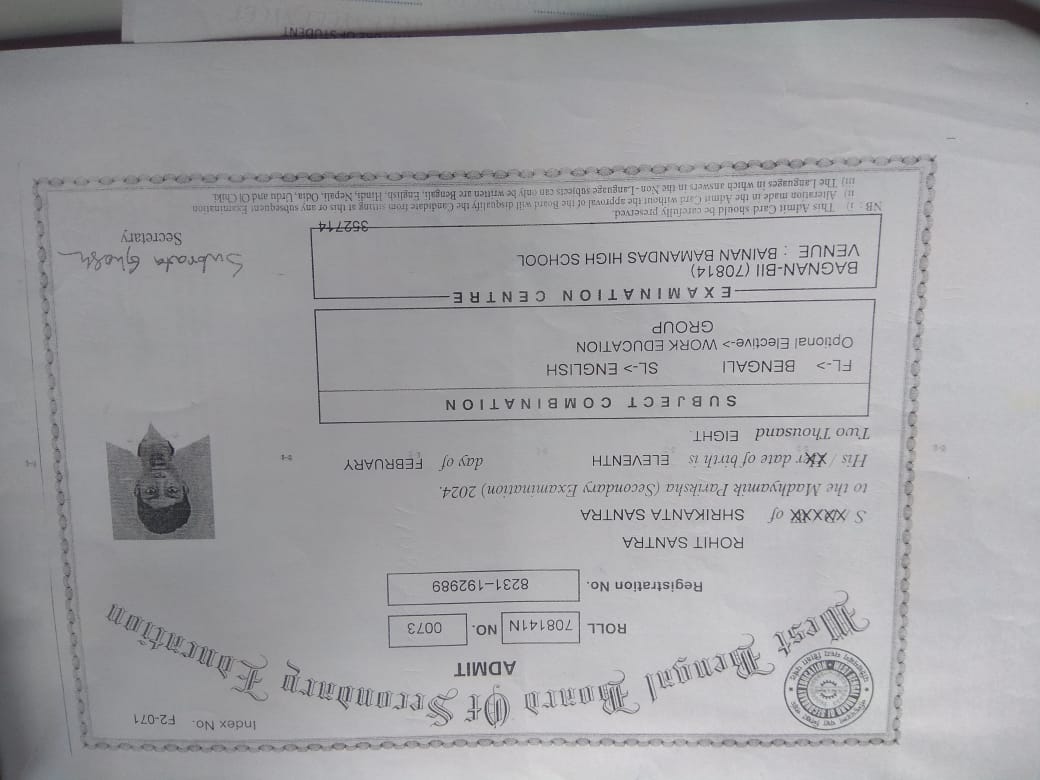 Index No. F2-071
West Bengal Board Of Secondary Education
ADMIT
ROLL 708141N NO. 0073
Registration No. 8231-192989
ROHIT SANTRA
S/ of SHRIKANTA SANTRA
to the Madhyamik Pariksha (Secondary Examination) 2024.
His / date of birth is ELEVENTH day of FEBRUARY
Two Thousand EIGHT
SUBJECT COMBINATION
FL-> BENGALI SL-> ENGLISH
Optional Elective-> WORK EDUCATION
GROUP
EXAMINATION CENTRE
BAGNAN-BII (70814)
VENUE : BAINAN BAMANDAS HIGH SCHOOL
352714
Subrata Ghosh
Secretary
NB : i) This Admit Card should be carefully preserved.
ii) Alteration made in the Admit Card without the approval of the Board will disqualify the Candidate from sitting at this or any subsequent Examination
iii) The Languages in which answers in the Non-Language subjects can only be written are Bengali, English, Hindi, Nepali, Odia, Urdu and Ol Chiki.
OF STUDENT